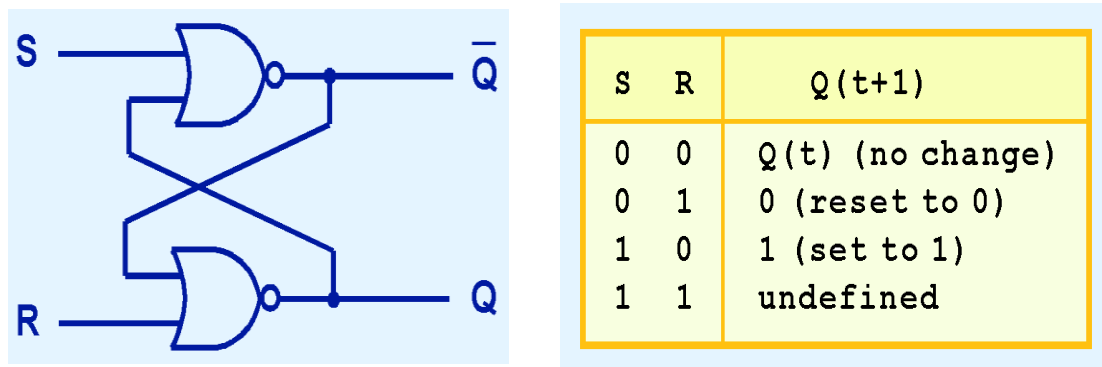 S
Q̅
R
Q
S R Q(t+1)
0 0 Q(t) (no change)
0 1 0 (reset to 0)
1 0 1 (set to 1)
1 1 undefined